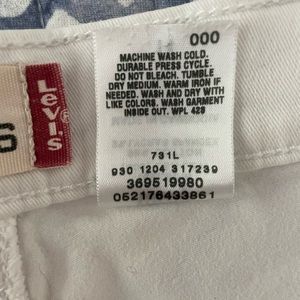 000
MACHINE WASH COLD.
DURABLE PRESS CYCLE.
DO NOT BLEACH. TUMBLE
DRY MEDIUM. WARM IRON IF
NEEDED. WASH AND DRY WITH
LIKE COLORS. WASH GARMENT
INSIDE OUT. WPL 423
731L
930 1204 317239
369519980
052176433861
LEVI'S